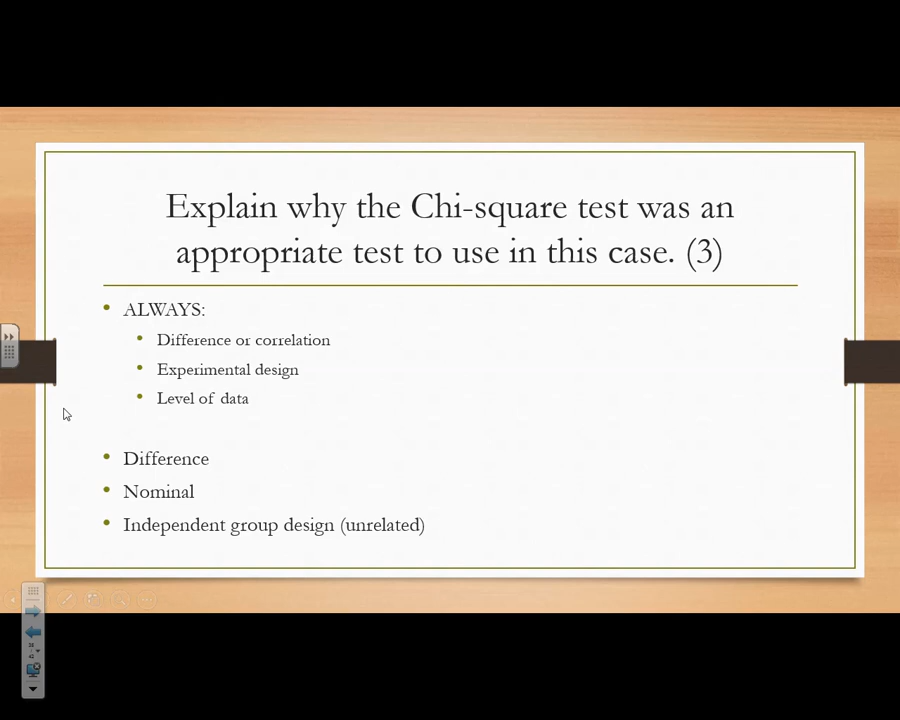 Explain why the Chi-square test was an
appropriate test to use in this case. (3)
• ALWAYS:
• Difference or correlation
• Experimental design
• Level of data
• Difference
• Nominal
• Independent group design (unrelated)